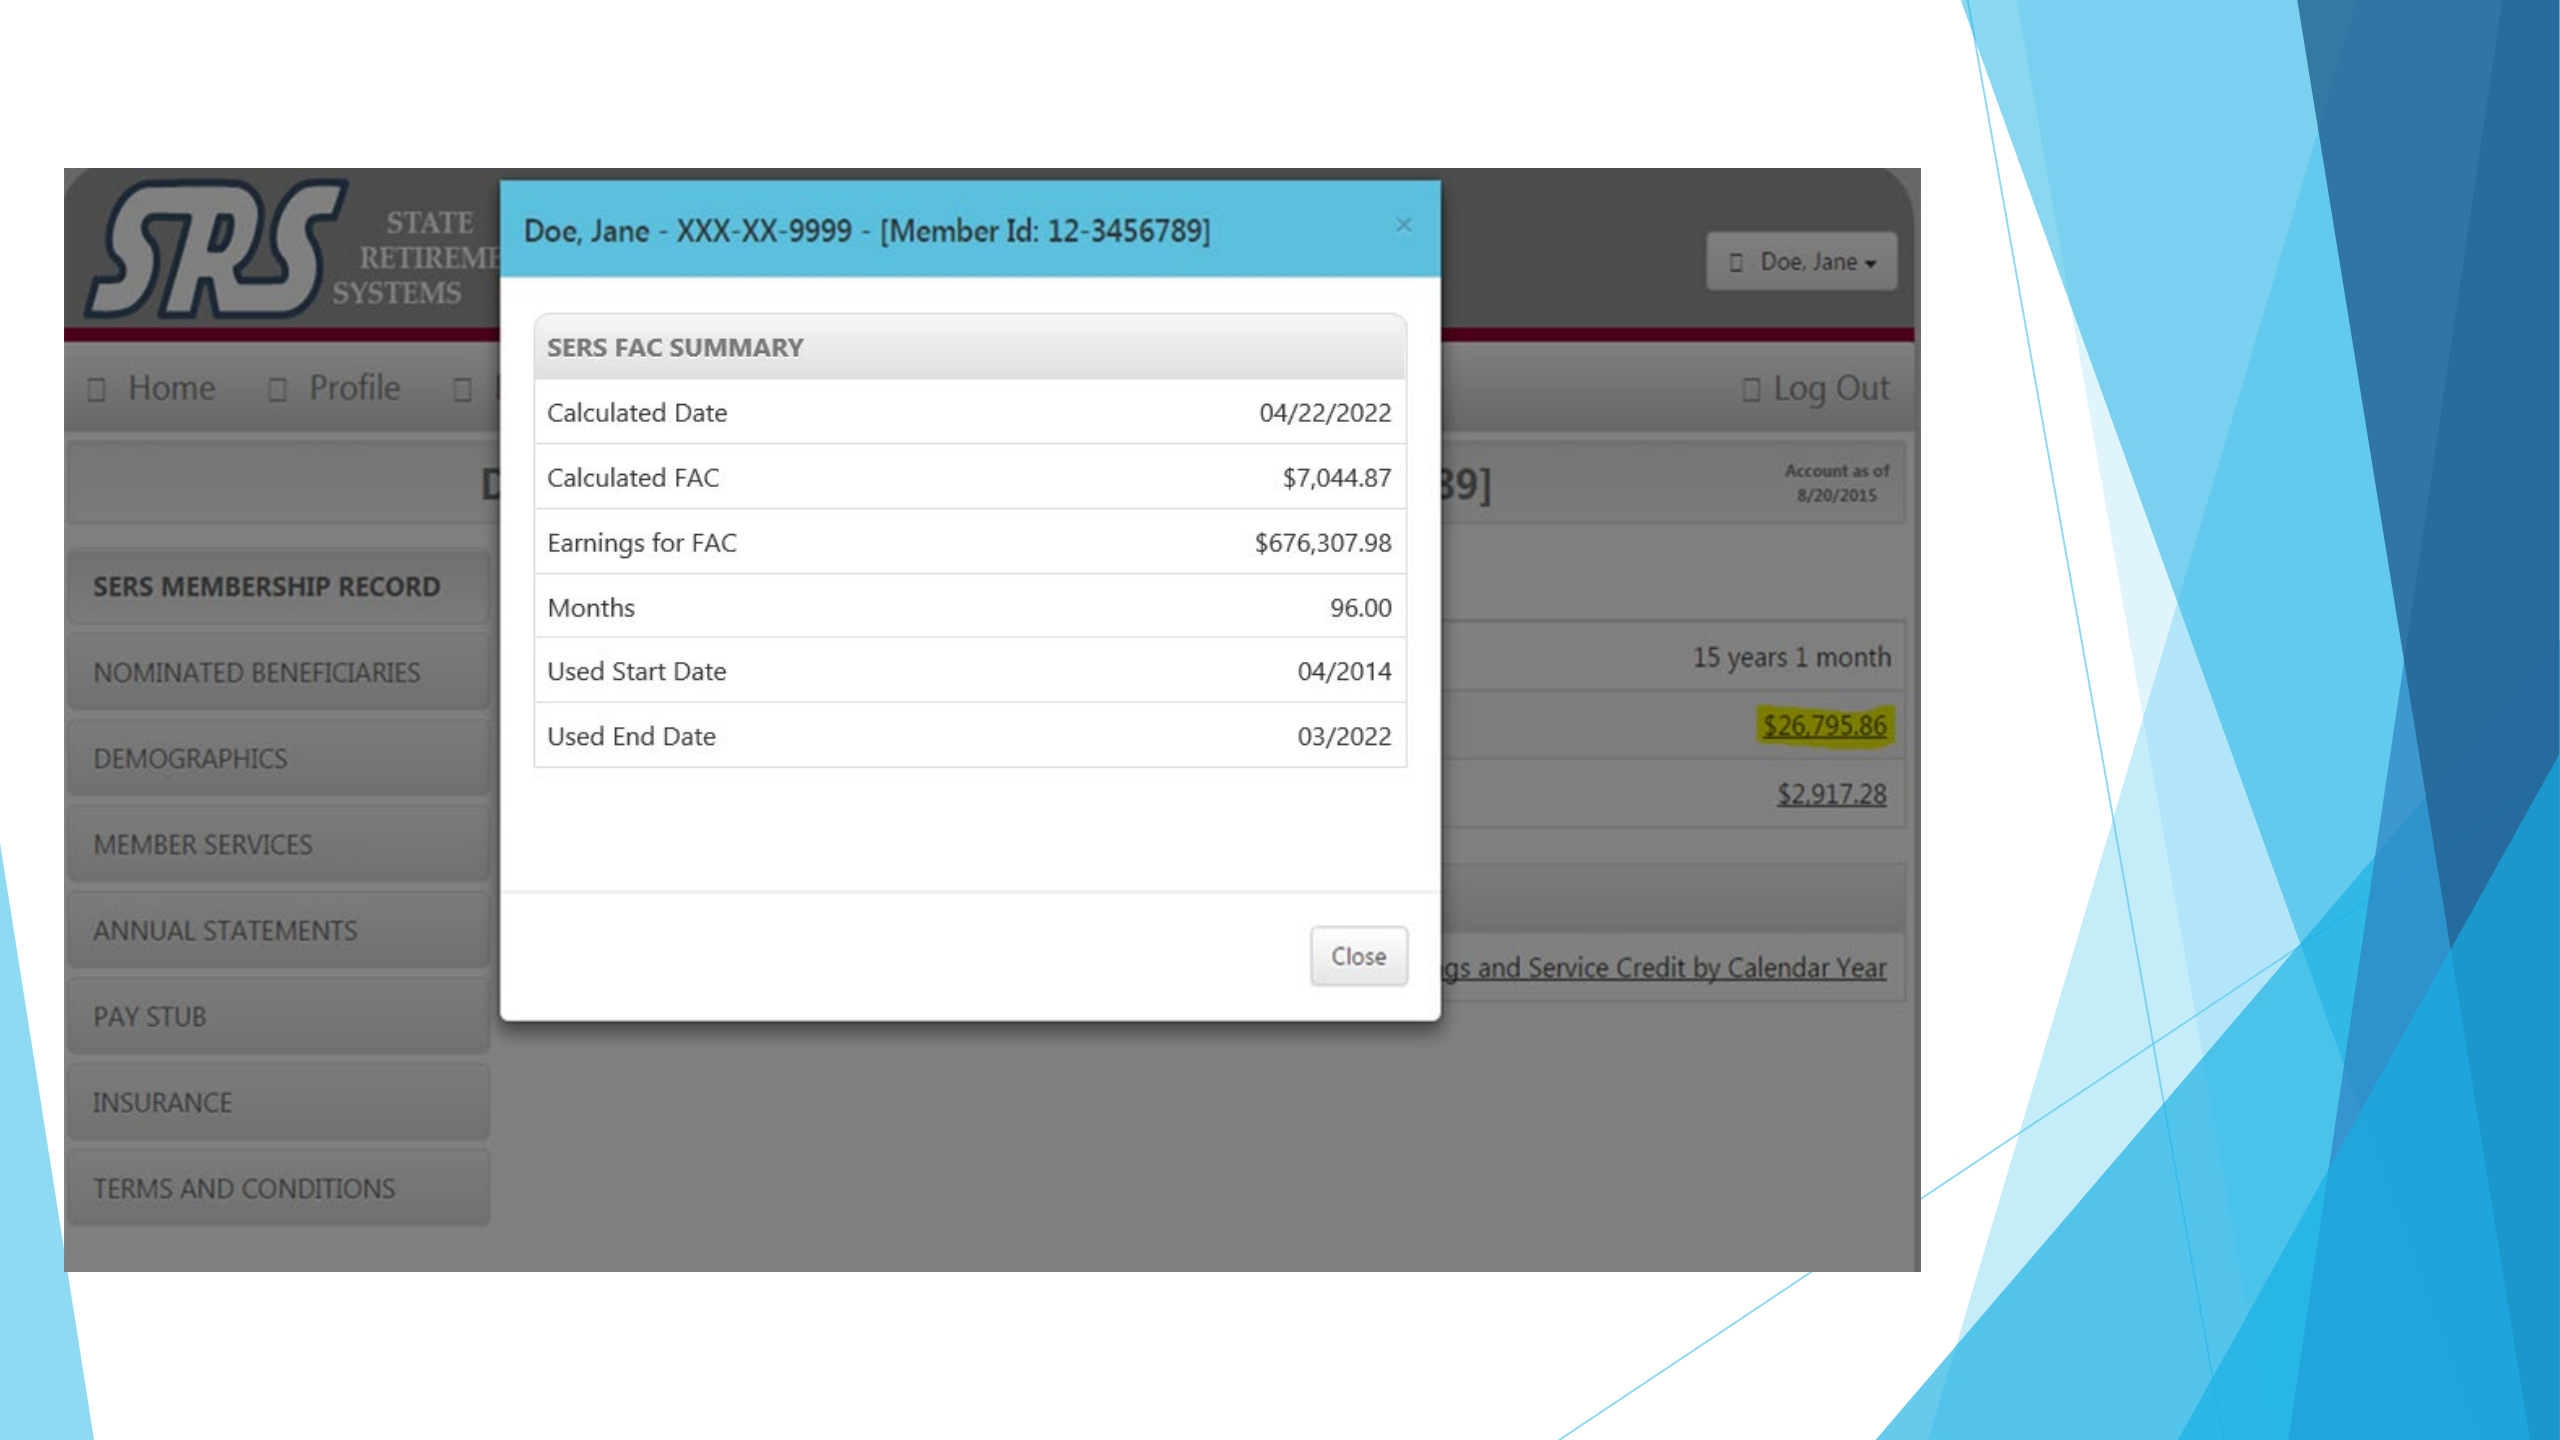 SRS
STATE
RETIREME
SYSTEMS
Doe, Jane - XXX-XX-9999 - [Member Id: 12-3456789]
×
Doe, Jane
Home Profile
Log Out
D
39]
Account as of
8/20/2015
SERS MEMBERSHIP RECORD
NOMINATED BENEFICIARIES
DEMOGRAPHICS
MEMBER SERVICES
ANNUAL STATEMENTS
PAY STUB
INSURANCE
TERMS AND CONDITIONS
SERS FAC SUMMARY
Calculated Date 04/22/2022
Calculated FAC $7,044.87
Earnings for FAC $676,307.98
Months 96.00
Used Start Date 04/2014
Used End Date 03/2022
Close
15 years 1 month
$26,795.86
$2,917.28
gs and Service Credit by Calendar Year